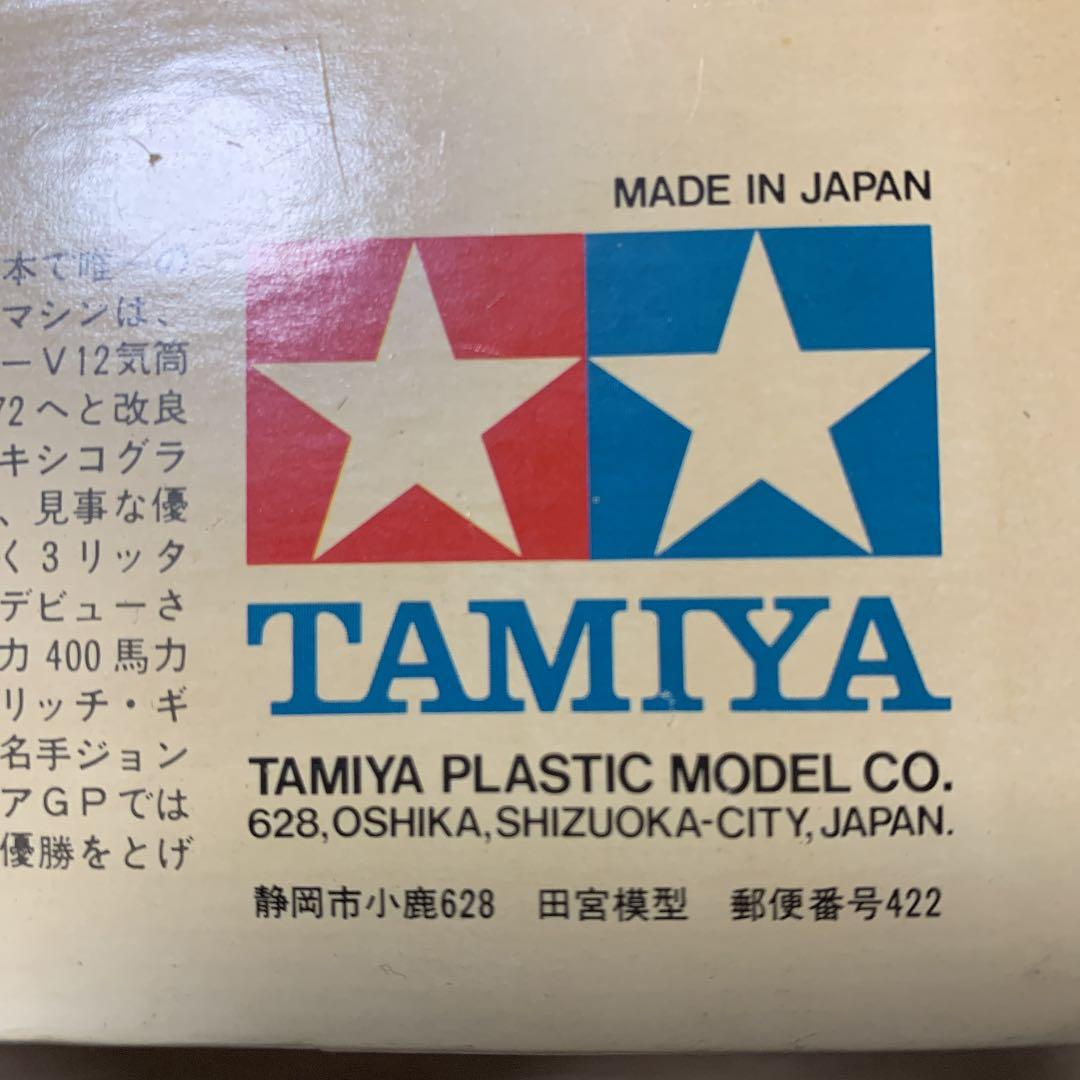 MADE IN JAPAN
本で唯一の
マシンは、
ーV12気筒
72へと改良
キシコグラ
、見事な優
く3リッタ
デビューさ
力400馬力
リッチ・ギ
名手ジョン
アGPでは
優勝をとげ
TAMIYA
TAMIYA PLASTIC MODEL CO.
628,OSHIKA,SHIZUOKA-CITY,JAPAN.
静岡市小鹿628　田宮模型　郵便番号422